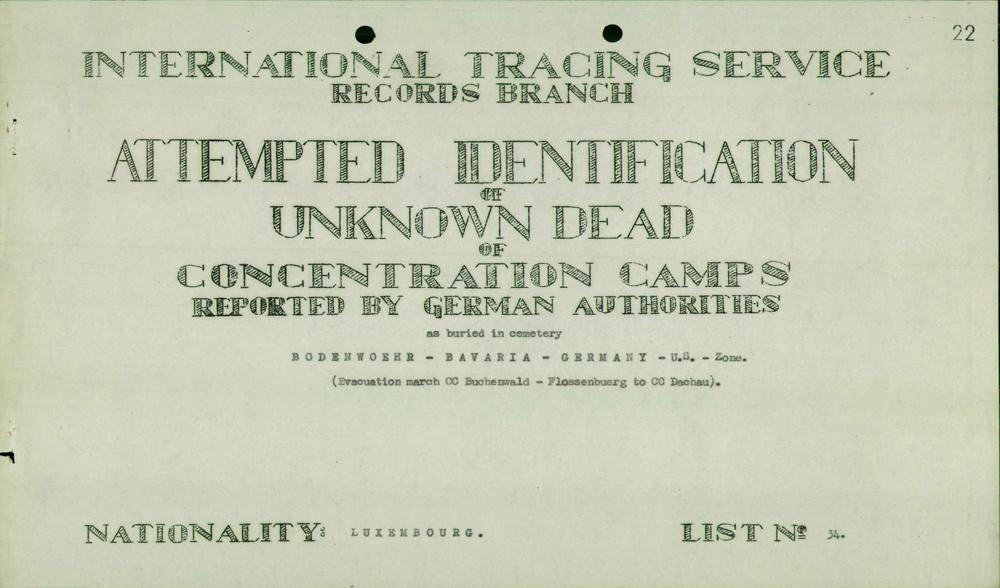 22
INTERNATIONAL TRACING SERVICE
RECORDS BRANCH
ATTEMPTED IDENTIFICATION
OF
UNKNOWN DEAD
OF
CONCENTRATION CAMPS
REPORTED BY GERMAN AUTHORITIES
as buried in cemetery
BODENWOEHR - BAVARIA - GERMANY - U.S. - Zone.
(Evacuation march CC Buchenwald - Flossenbuerg to CC Dachau).
NATIONALITY: LUXEMBOURG. LIST Nº 34.